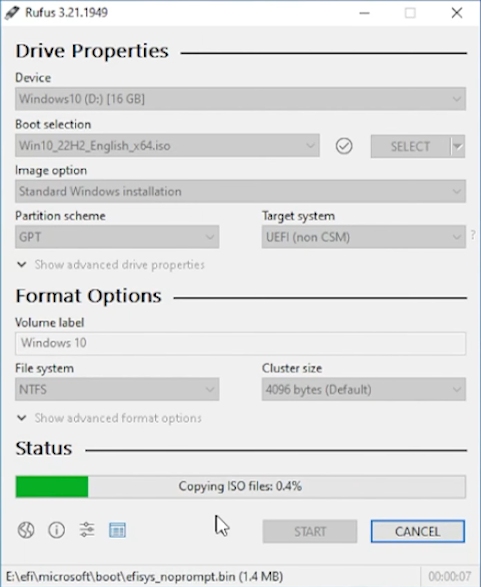 Rufus 3.21.1949
Drive Properties
Device
Windows10 (D:) [16 GB]
Boot selection
Win10_22H2_English_x64.iso
SELECT
Image option
Standard Windows installation
Partition scheme Target system
GPT UEFI (non CSM) ?
Show advanced drive properties
Format Options
Volume label
Windows 10
File system Cluster size
NTFS 4096 bytes (Default)
Show advanced format options
Status
Copying ISO files: 0.4%
START CANCEL
E:\efi\microsoft\boot\efisys_noprompt.bin (1.4 MB) 00:00:07